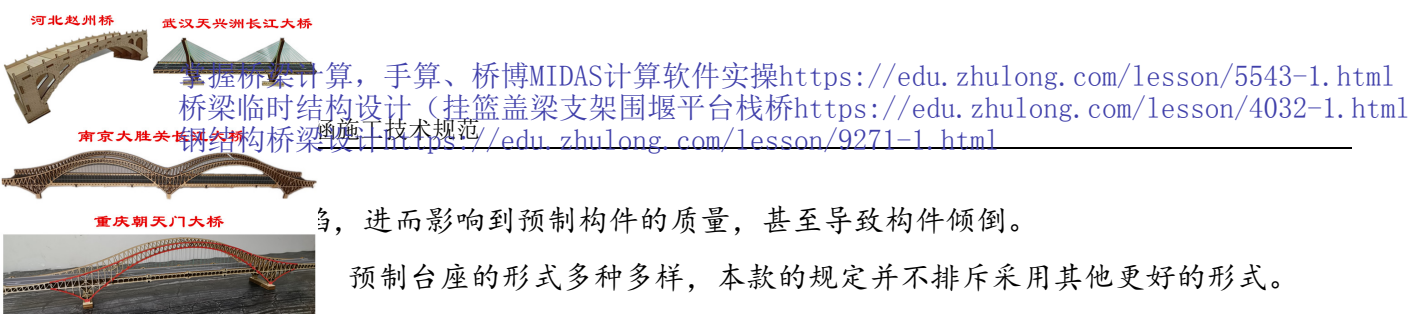 河北赵州桥
武汉天兴洲长江大桥
掌握桥梁计算，手算、桥博MIDAS计算软件实操https://edu.zhulong.com/lesson/5543-1.html
桥梁临时结构设计（挂篮盖梁支架围堰平台栈桥https://edu.zhulong.com/lesson/4032-1.html
钢结构桥梁设计https://edu.zhulong.com/lesson/9271-1.html
涵施工技术规范
南京大胜关长江大桥
，进而影响到预制构件的质量，甚至导致构件倾倒。
重庆朝天门大桥
预制台座的形式多种多样，本款的规定并不排斥采用其他更好的形式。